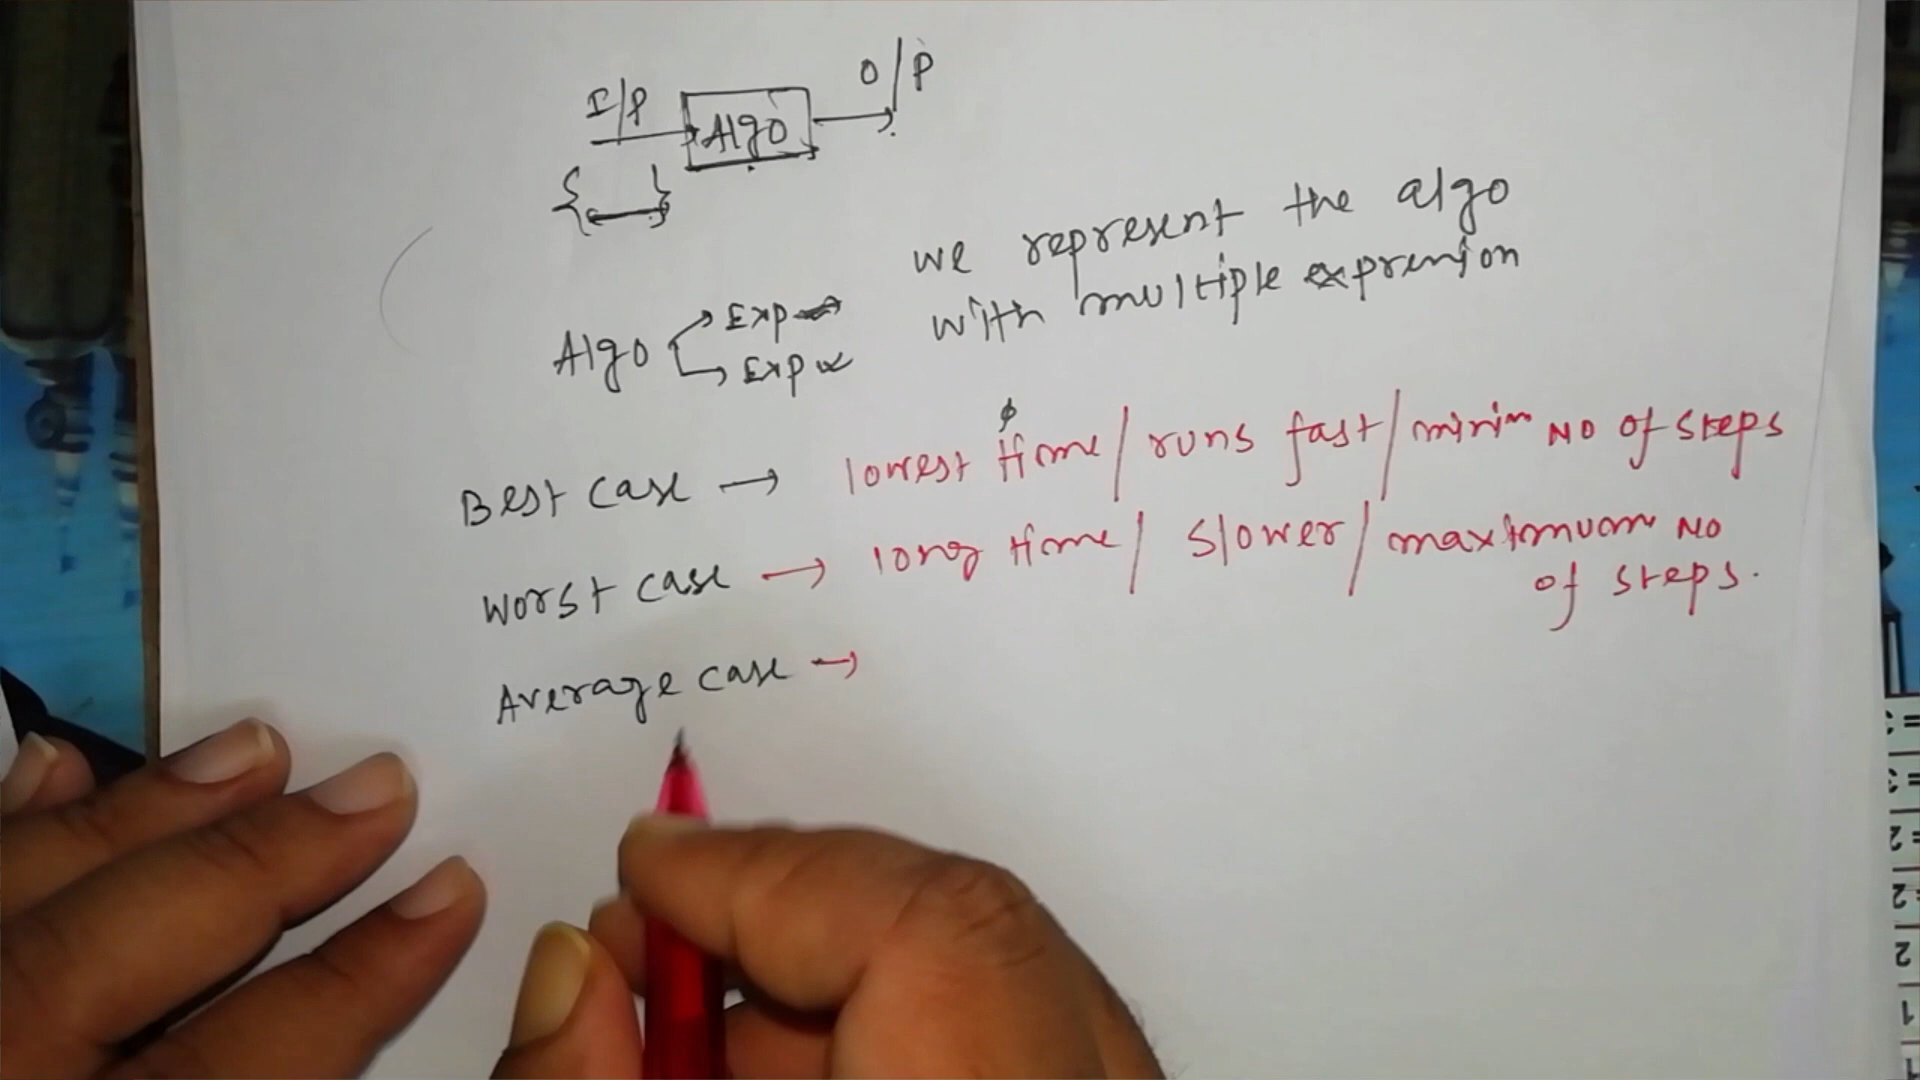 I/P Algo O/P
we represent the algo
with multiple expression
Algo Exp
Exp
Best case → lowest time / runs fast / minim No of steps
Worst case → long time / slower / maximum No
of steps.
Average case →